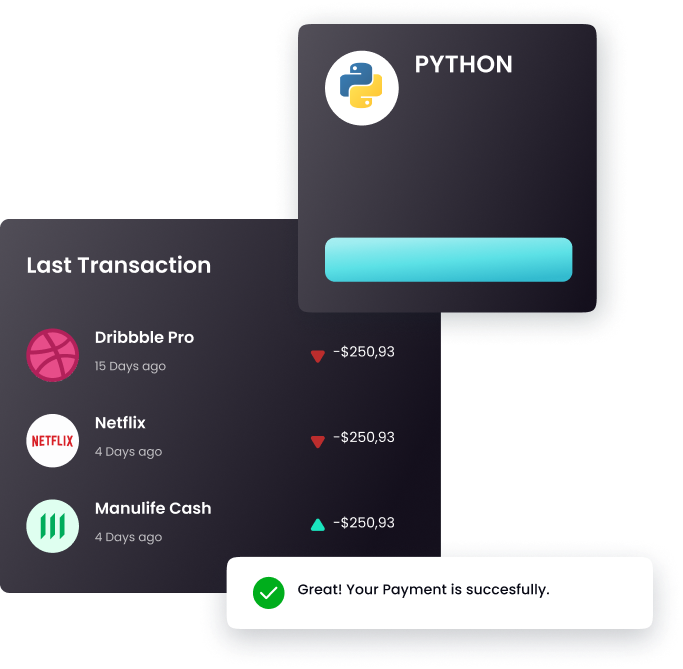 PYTHON
Last Transaction
Dribbble Pro
15 Days ago
-$250,93
NETFLIX
Netflix
4 Days ago
-$250,93
Manulife Cash
4 Days ago
-$250,93
Great! Your Payment is succesfully.